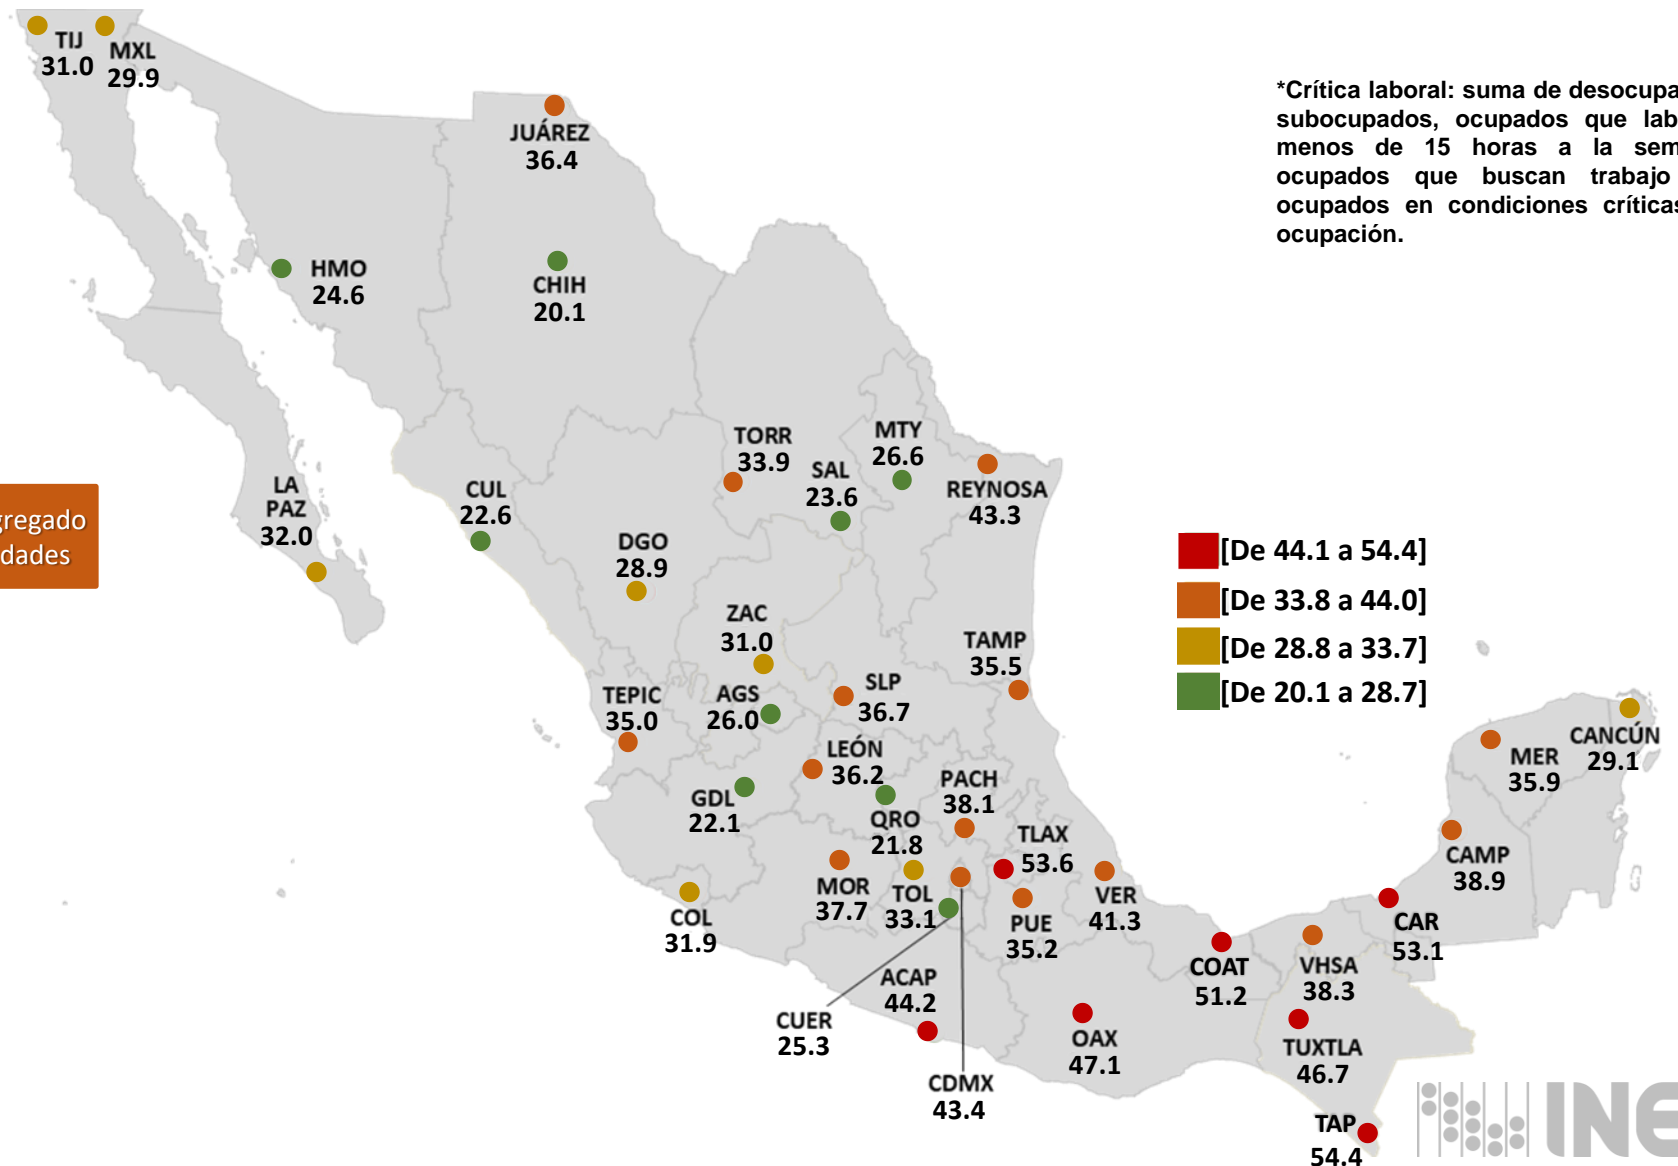 TIJ
31.0
MXL
29.9
*Crítica laboral: suma de
subocupados, ocupados que
menos de 15 horas a la
ocupados que buscan trabajo
ocupados en condiciones
ocupación.
JUÁREZ
36.4
HMO
24.6
CHIH
20.1
TORR
33.9
MTY
26.6
SAL
23.6
REYNOSA
43.3
LA
PAZ
32.0
CUL
22.6
DGO
28.9
[De 44.1 a 54.4]
[De 33.8 a 44.0]
[De 28.8 a 33.7]
[De 20.1 a 28.7]
ZAC
31.0
TAMP
35.5
TEPIC
35.0
AGS
26.0
SLP
36.7
LEÓN
36.2
PACH
38.1
CANCÚN
29.1
MER
35.9
GDL
22.1
QRO
21.8
TLAX
53.6
CAMP
38.9
MOR
37.7
TOL
33.1
VER
41.3
COL
31.9
PUE
35.2
CAR
53.1
COAT
51.2
VHSA
38.3
ACAP
44.2
CUER
25.3
OAX
47.1
TUXTLA
46.7
CDMX
43.4
TAP
54.4